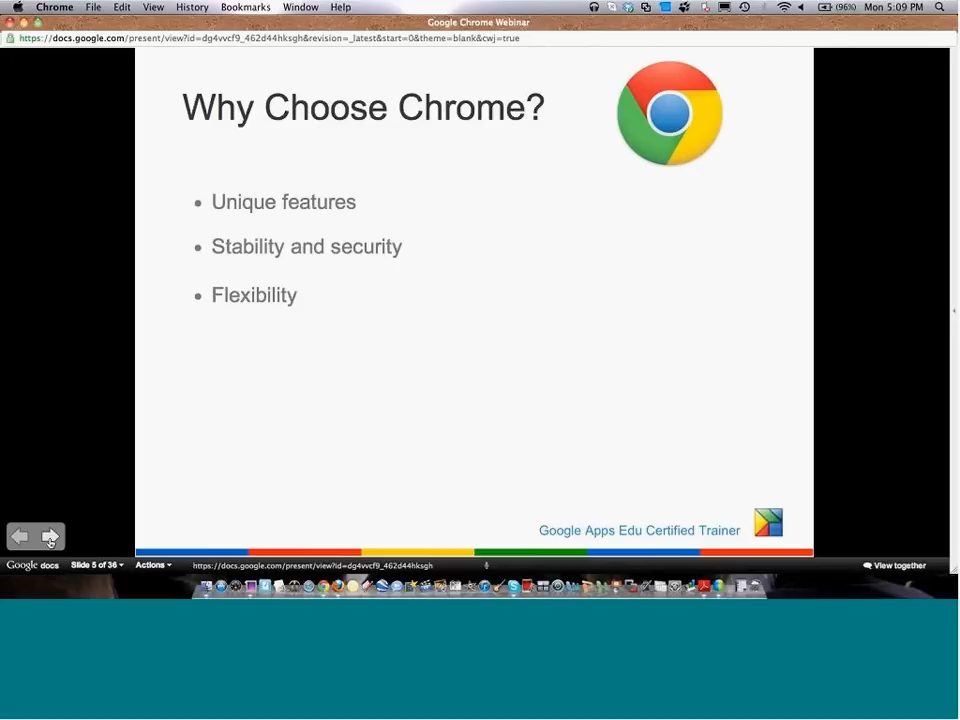 Chrome File Edit View History Bookmarks Window Help (96%) Mon 5:09 PM
Google Chrome Webinar
https://docs.google.com/present/view?id=dg4vvcf9_462d44hksgh&revision=_latest&start=0&theme=blank&cwj=true
Why Choose Chrome?
• Unique features
• Stability and security
• Flexibility
Google Apps Edu Certified Trainer
Google docs Slide 5 of 36 Actions https://docs.google.com/present/view?id=dg4vvcf9_462d44hksgh View together